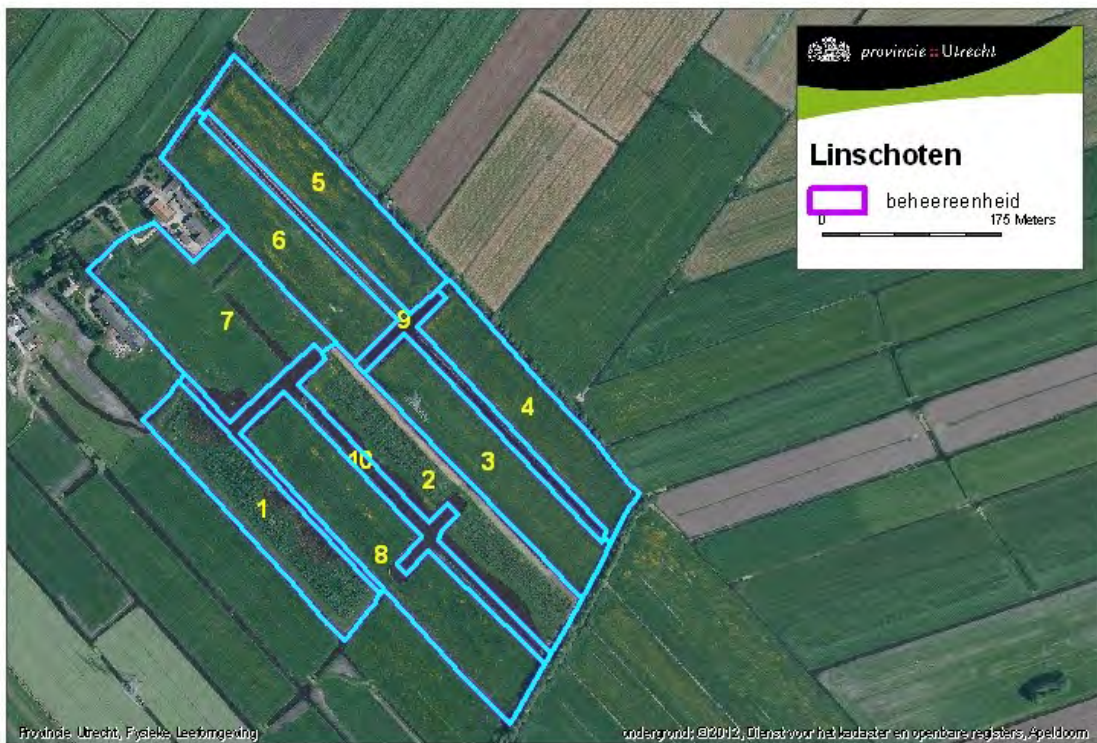 provincie :: Utrecht
Linschoten
beheereenheid
0 175 Meters
5
6
7
9
4
3
10
2
1
8
Provincie Utrecht, Fysieke Leefomgeving
ondergrond: ©2012, Dienst voor het kadaster en openbare registers, Apeldoorn